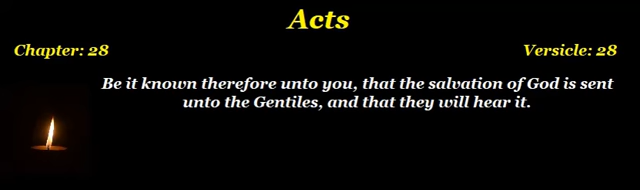 Acts
Chapter: 28
Versicle: 28
Be it known therefore unto you, that the salvation of God is sent
unto the Gentiles, and that they will hear it.